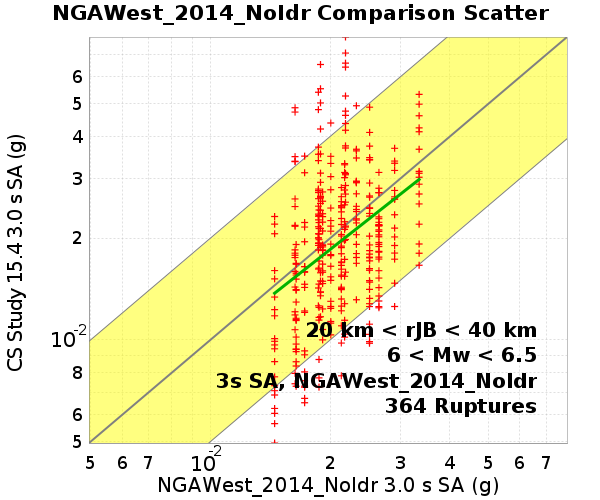 NGAWest_2014_NoIdr Comparison Scatter
CS Study 15.4 3.0 s SA (g)
6
5
4
3
2
10-2
8
6
5
20 km < rJB < 40 km
6 < Mw < 6.5
3s SA, NGAWest_2014_NoIdr
364 Ruptures
5 6 7 10-2 2 3 4 5 6 7
NGAWest_2014_NoIdr 3.0 s SA (g)